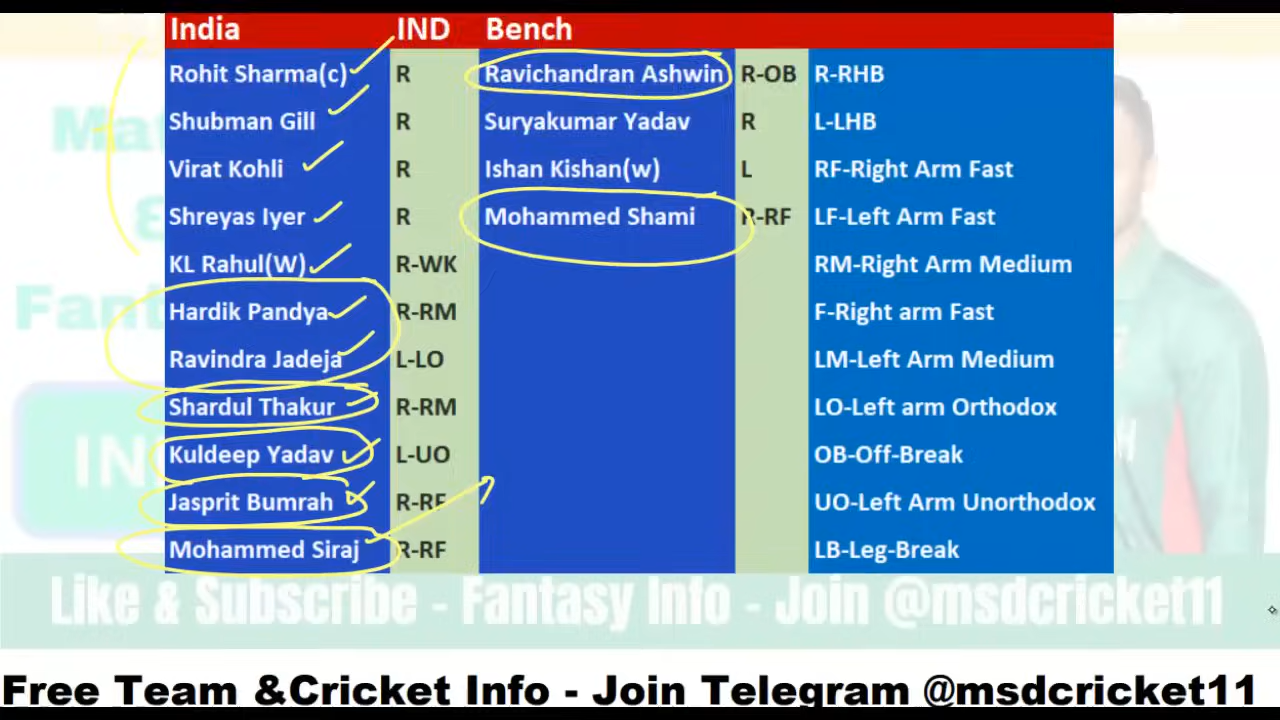 India IND Bench
Rohit Sharma(c) R Ravichandran Ashwin R-OB R-RHB
Shubman Gill R Suryakumar Yadav R L-LHB
Virat Kohli R Ishan Kishan(w) L RF-Right Arm Fast
Shreyas Iyer R Mohammed Shami R-RF LF-Left Arm Fast
KL Rahul(W) R-WK RM-Right Arm Medium
Hardik Pandya R-RM F-Right arm Fast
Ravindra Jadeja L-LO LM-Left Arm Medium
Shardul Thakur R-RM LO-Left arm Orthodox
Kuldeep Yadav L-UO OB-Off-Break
Jasprit Bumrah R-RF UO-Left Arm Unorthodox
Mohammed Siraj R-RF LB-Leg-Break
Like & Subscribe - Fantasy Info - Join @msdcricket11
Free Team &Cricket Info - Join Telegram @msdcricket11